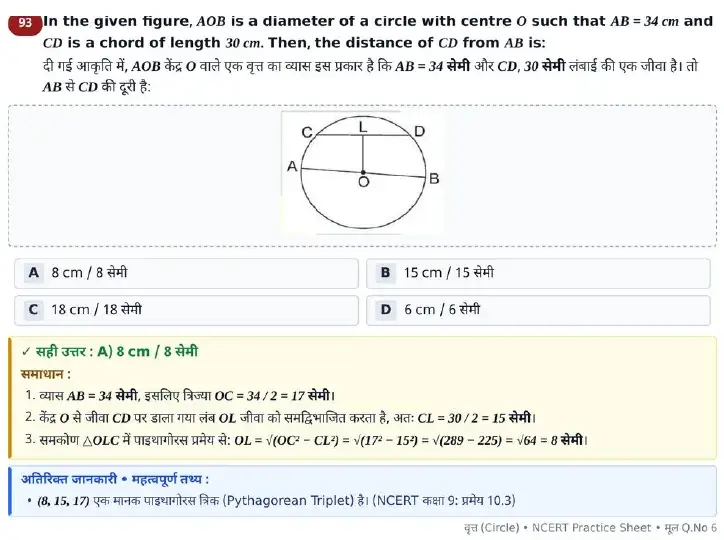 93 In the given figure, AOB is a diameter of a circle with centre O such that AB = 34 cm and
CD is a chord of length 30 cm. Then, the distance of CD from AB is:
दी गई आकृति में, AOB केंद्र O वाले एक वृत्त का व्यास इस प्रकार है कि AB = 34 सेमी और CD, 30 सेमी लंबाई की एक जीवा है। तो
AB से CD की दूरी है:
C L D
A O B
A 8 cm / 8 सेमी
B 15 cm / 15 सेमी
C 18 cm / 18 सेमी
D 6 cm / 6 सेमी
✓ सही उत्तर : A) 8 cm / 8 सेमी
समाधान :
1. व्यास AB = 34 सेमी, इसलिए त्रिज्या OC = 34 / 2 = 17 सेमी।
2. केंद्र O से जीवा CD पर डाला गया लंब OL जीवा को समद्विभाजित करता है, अतः CL = 30 / 2 = 15 सेमी।
3. समकोण △OLC में पाइथागोरस प्रमेय से: OL = √(OC² − CL²) = √(17² − 15²) = √(289 − 225) = √64 = 8 सेमी।
अतिरिक्त जानकारी • महत्वपूर्ण तथ्य :
• (8, 15, 17) एक मानक पाइथागोरस त्रिक (Pythagorean Triplet) है। (NCERT कक्षा 9: प्रमेय 10.3)
वृत्त (Circle) • NCERT Practice Sheet • मूल Q.No 6